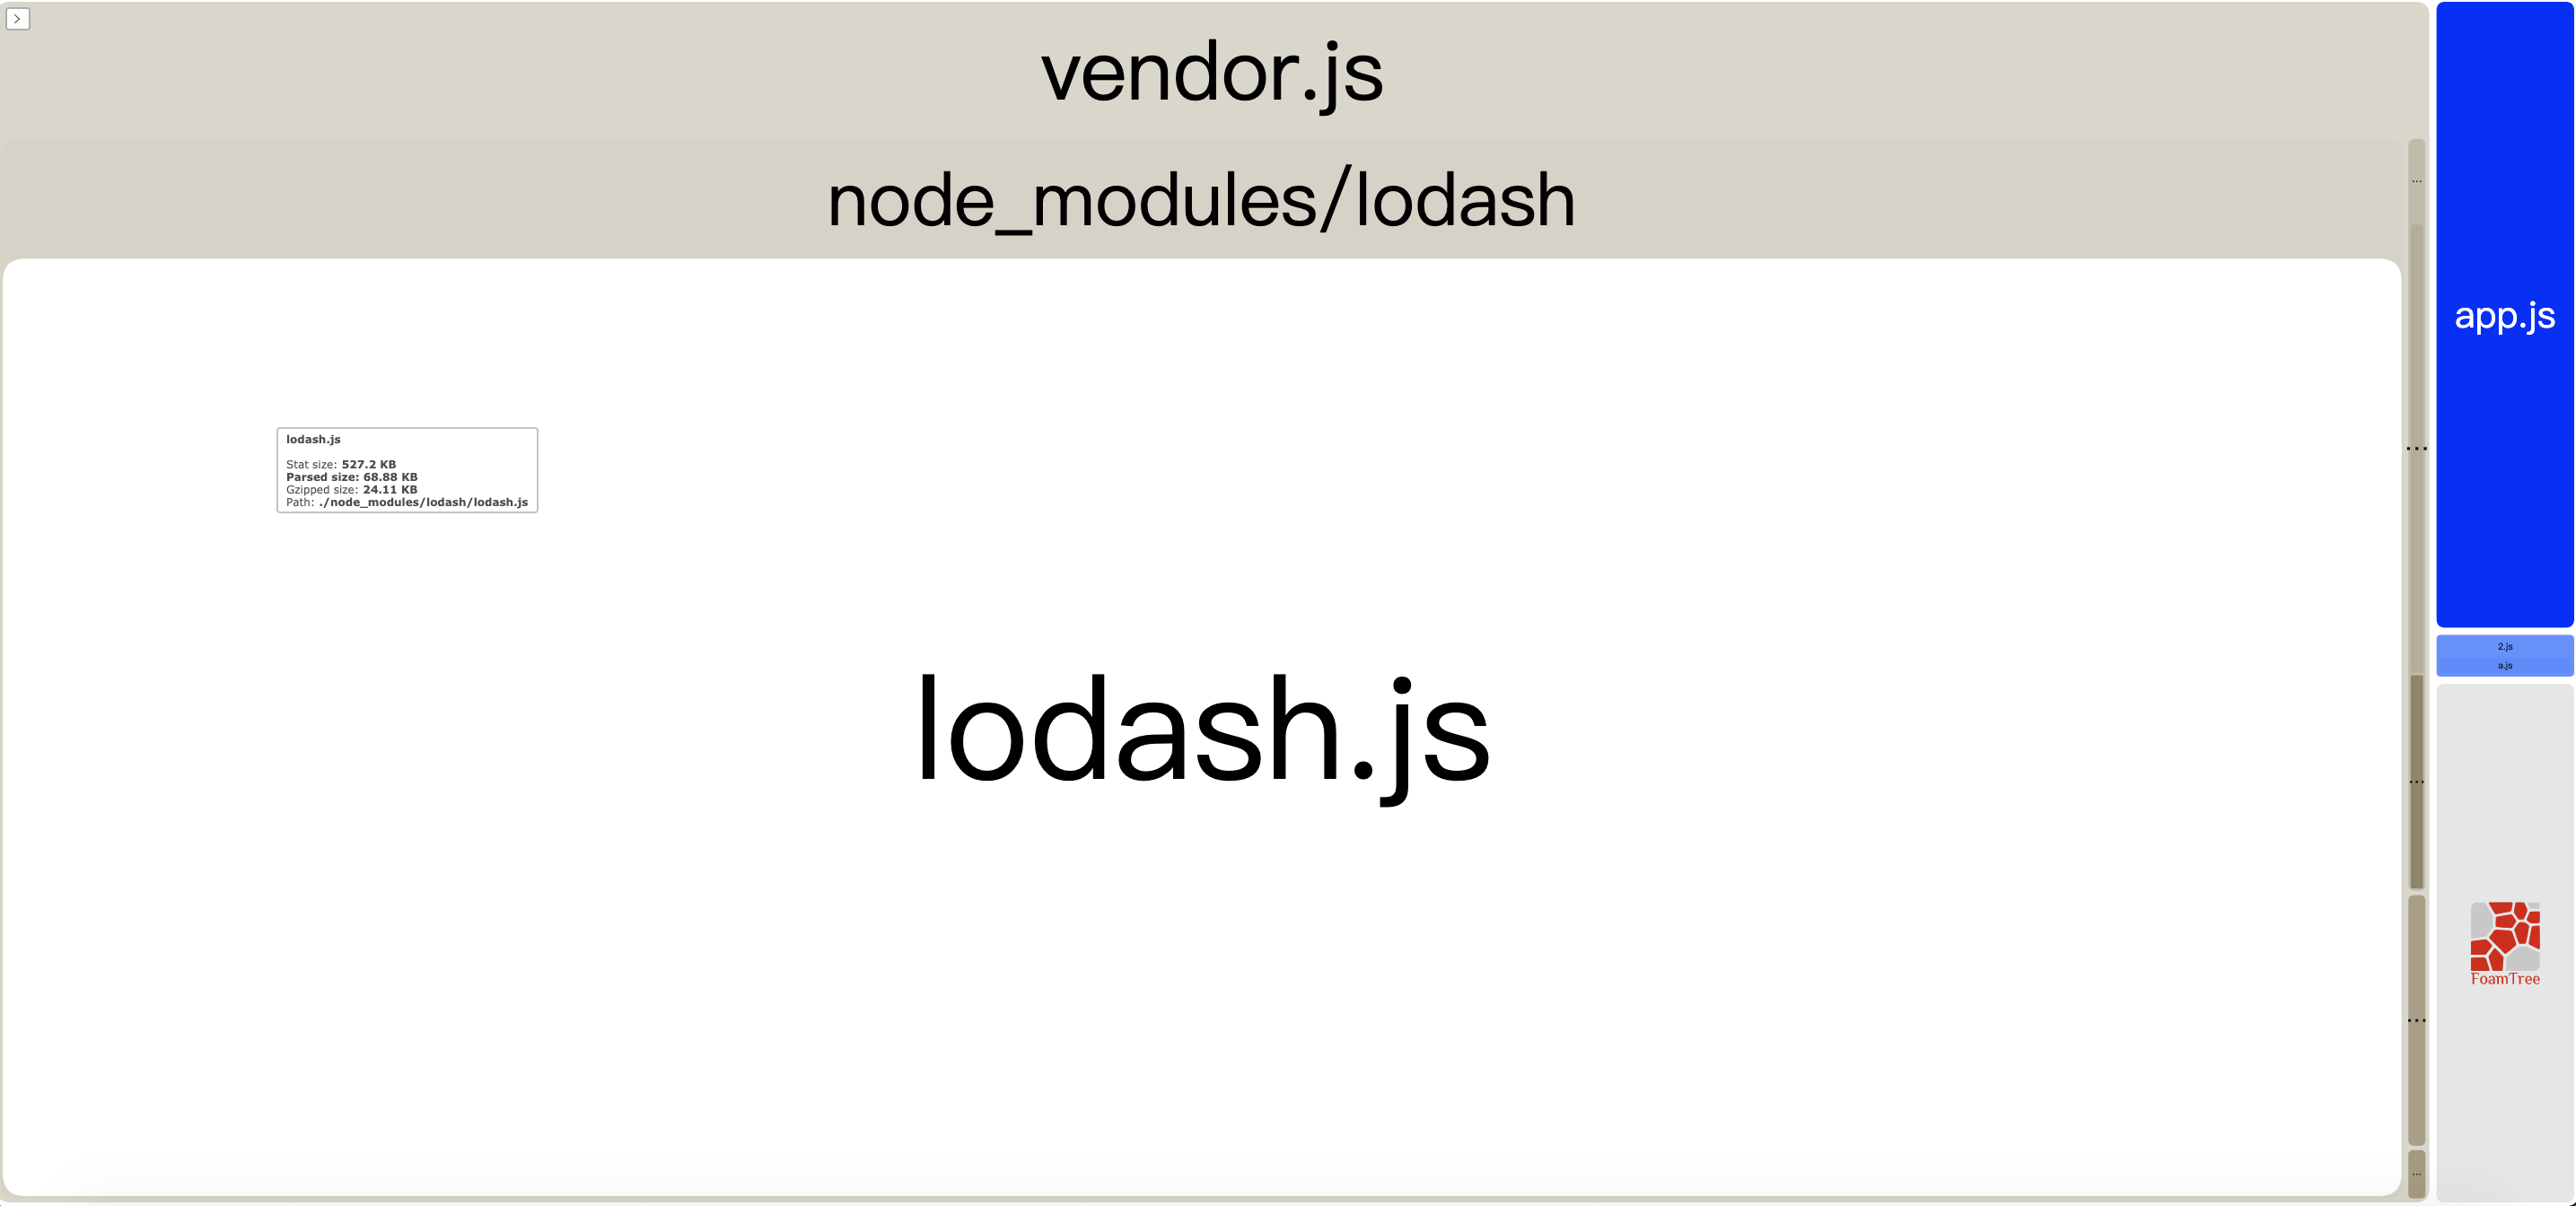 >
vendor.js
node_modules/lodash
lodash.js
Stat size: 527.2 KB
Parsed size: 68.88 KB
Gzipped size: 24.11 KB
Path: ./node_modules/lodash/lodash.js
lodash.js
...
...
...
...
...
app.js
2.js
a.js
FoamTree